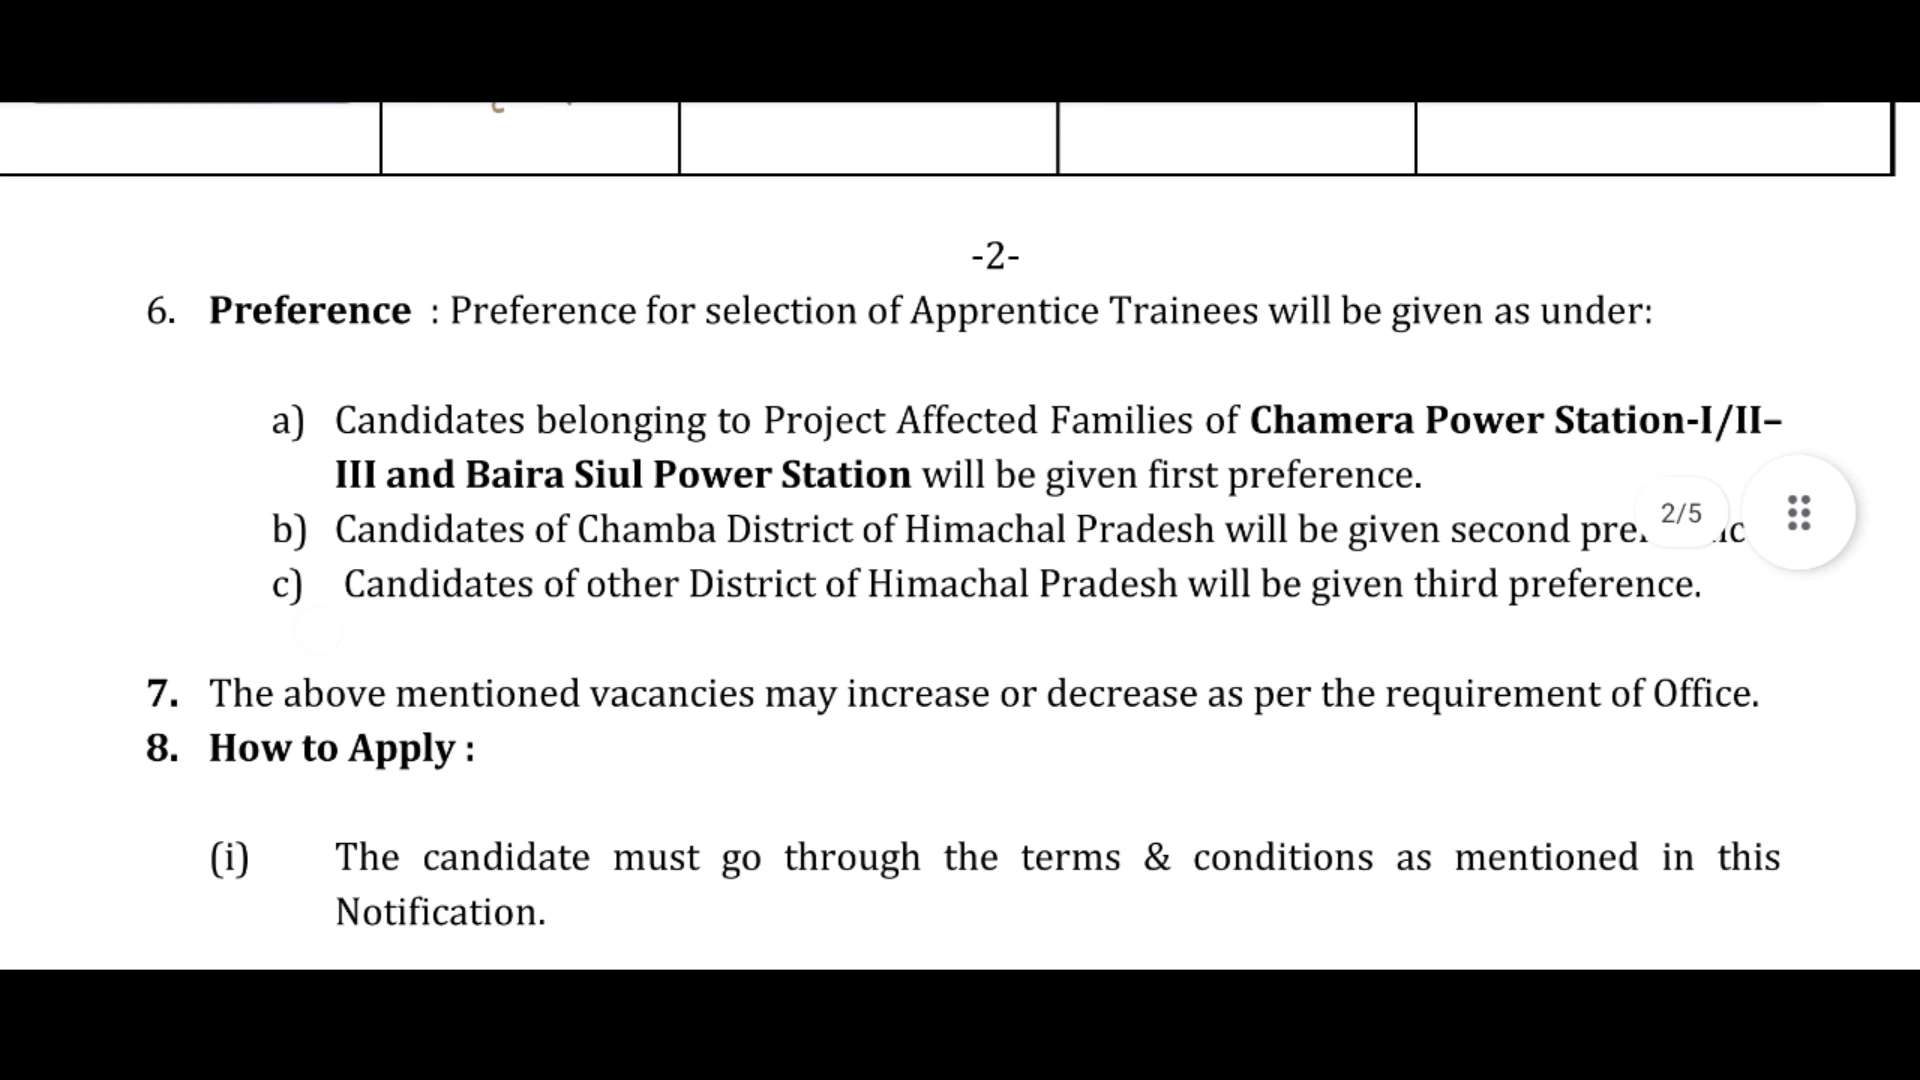 -2-
6. Preference : Preference for selection of Apprentice Trainees will be given as under:
a) Candidates belonging to Project Affected Families of Chamera Power Station-I/II–
III and Baira Siul Power Station will be given first preference.
b) Candidates of Chamba District of Himachal Pradesh will be given second
2/5
c) Candidates of other District of Himachal Pradesh will be given third preference.
7. The above mentioned vacancies may increase or decrease as per the requirement of Office.
8. How to Apply :
(i) The candidate must go through the terms & conditions as mentioned in this
Notification.